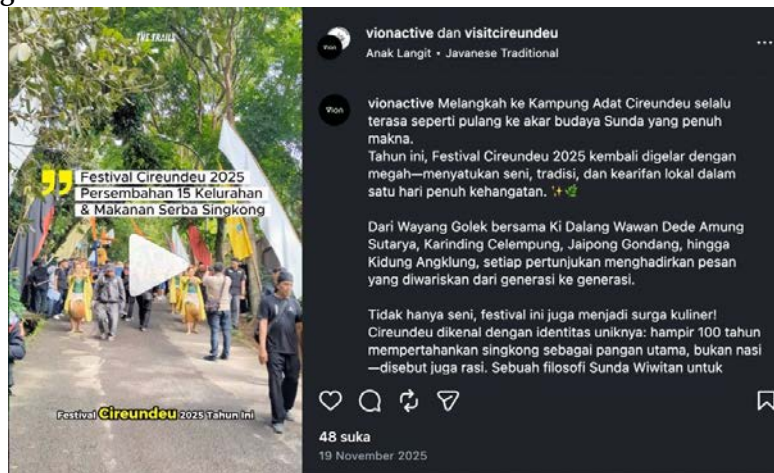 THE TRAILS
Festival Cireundeu 2025
Persembahan 15 Kelurahan
& Makanan Serba Singkong
Festival Cireundeu 2025 Tahun Ini
vion
vionactive dan visitcireundeu
Anak Langit • Javanese Traditional
vion
vionactive Melangkah ke Kampung Adat Cireundeu selalu
terasa seperti pulang ke akar budaya Sunda yang penuh
makna.
Tahun ini, Festival Cireundeu 2025 kembali digelar dengan
megah—menyatukan seni, tradisi, dan kearifan lokal dalam
satu hari penuh kehangatan. ✨🌿
Dari Wayang Golek bersama Ki Dalang Wawan Dede Amung
Sutarya, Karinding Celempung, Jaipong Gondang, hingga
Kidung Angklung, setiap pertunjukan menghadirkan pesan
yang diwariskan dari generasi ke generasi.
Tidak hanya seni, festival ini juga menjadi surga kuliner!
Cireundeu dikenal dengan identitas uniknya: hampir 100 tahun
mempertahankan singkong sebagai pangan utama, bukan nasi
—disebut juga rasi. Sebuah filosofi Sunda Wiwitan untuk
48 suka
19 November 2025